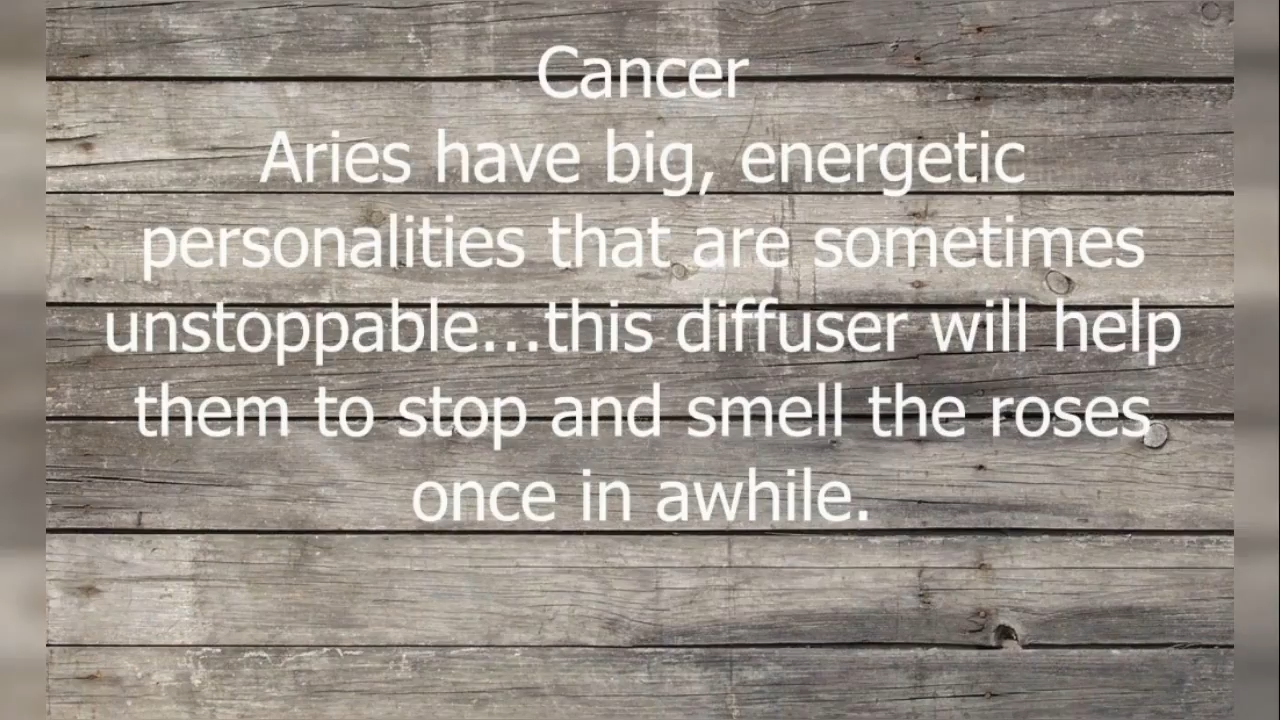 Cancer
Aries have big, energetic
personalities that are sometimes
unstoppable...this diffuser will help
them to stop and smell the roses
once in awhile.